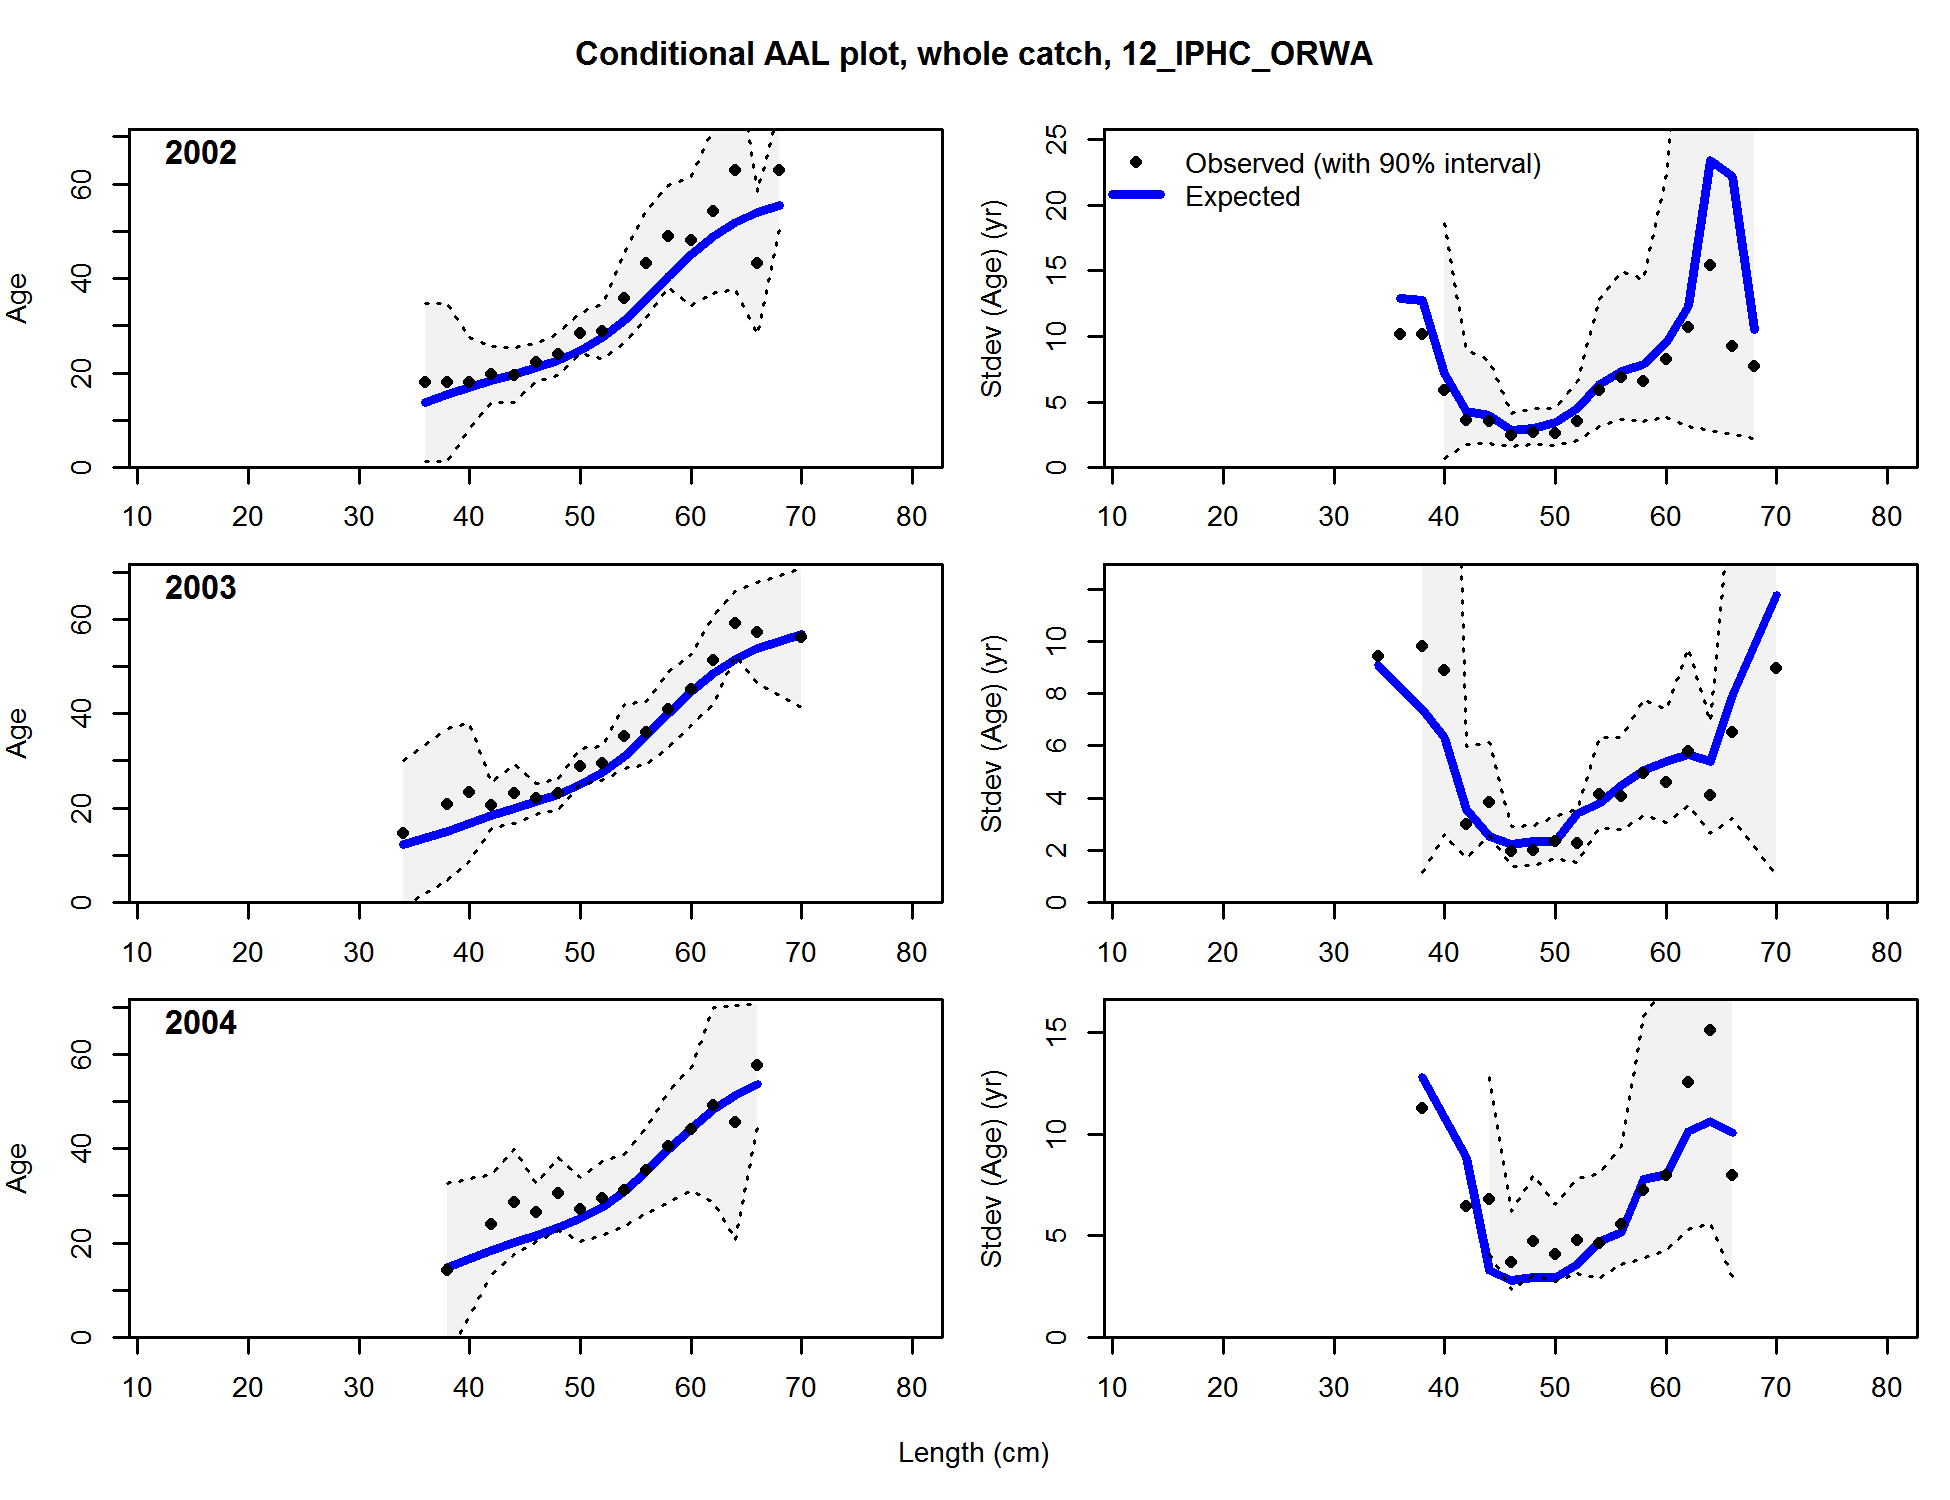 Conditional AAL plot, whole catch, 12_IPHC_ORWA
2002
Age
0 20 40 60
10 20 30 40 50 60 70 80
Observed (with 90% interval)
Expected
Stdev (Age) (yr)
0 5 10 15 20 25
10 20 30 40 50 60 70 80
2003
Age
0 20 40 60
10 20 30 40 50 60 70 80
Stdev (Age) (yr)
0 2 4 6 8 10
10 20 30 40 50 60 70 80
2004
Age
0 20 40 60
10 20 30 40 50 60 70 80
Stdev (Age) (yr)
0 5 10 15
10 20 30 40 50 60 70 80
Length (cm)